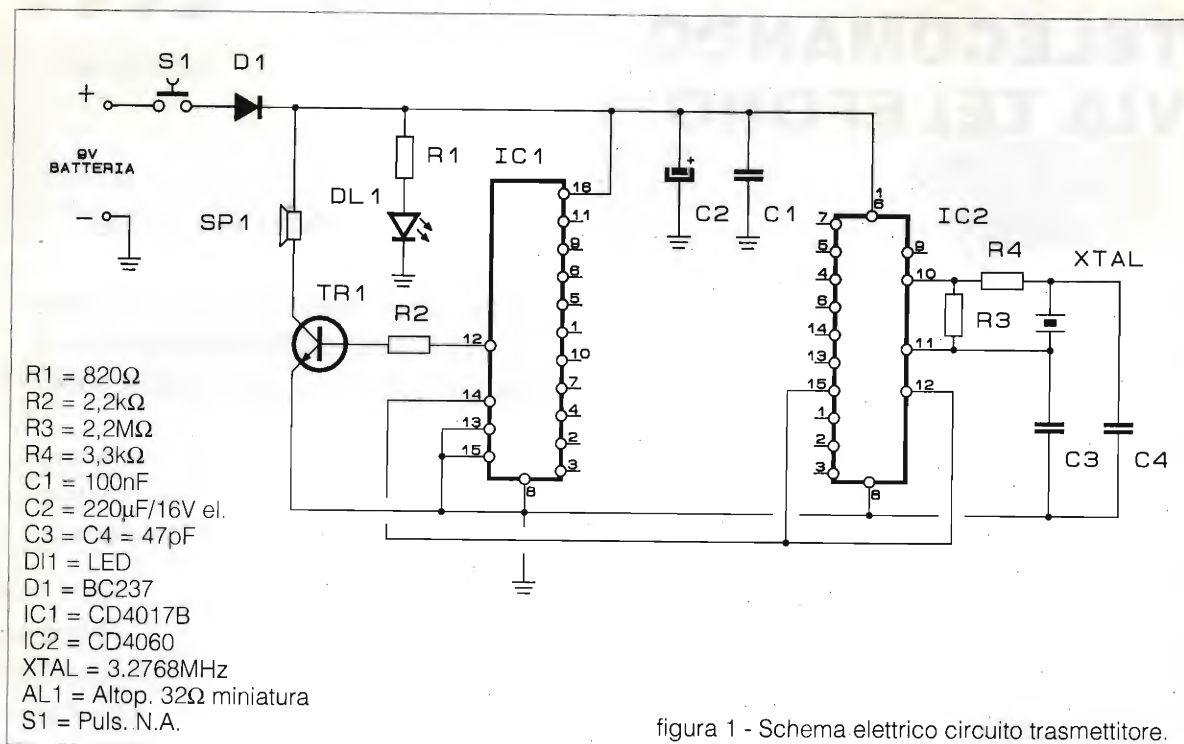 S1 D1
+
9V
BATTERIA
-
SP1
R1
DL1
TR1
R2
IC1
16
11
9
6
5
1
10
7
4
2
3
12
14
13
15
8
+
C2
C1
IC2
1
6
7
5
4
6
14
13
15
1
2
3
8
9
10
11
12
R4
R3
XTAL
C3
C4
R1 = 820Ω
R2 = 2,2kΩ
R3 = 2,2MΩ
R4 = 3,3kΩ
C1 = 100nF
C2 = 220µF/16V el.
C3 = C4 = 47pF
Dl1 = LED
D1 = BC237
IC1 = CD4017B
IC2 = CD4060
XTAL = 3.2768MHz
AL1 = Altop. 32Ω miniatura
S1 = Puls. N.A.
figura 1 - Schema elettrico circuito trasmettitore.